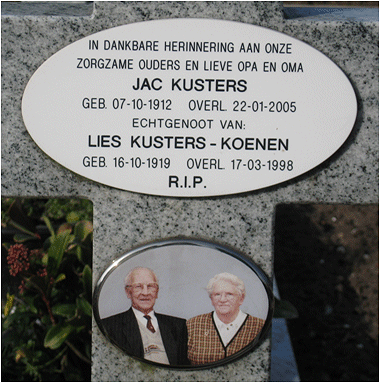 IN DANKBARE HERINNERING AAN ONZE
ZORGZAME OUDERS EN LIEVE OPA EN OMA
JAC KUSTERS
GEB. 07-10-1912 OVERL. 22-01-2005
ECHTGENOOT VAN:
LIES KUSTERS - KOENEN
GEB. 16-10-1919 OVERL. 17-03-1998
R.I.P.